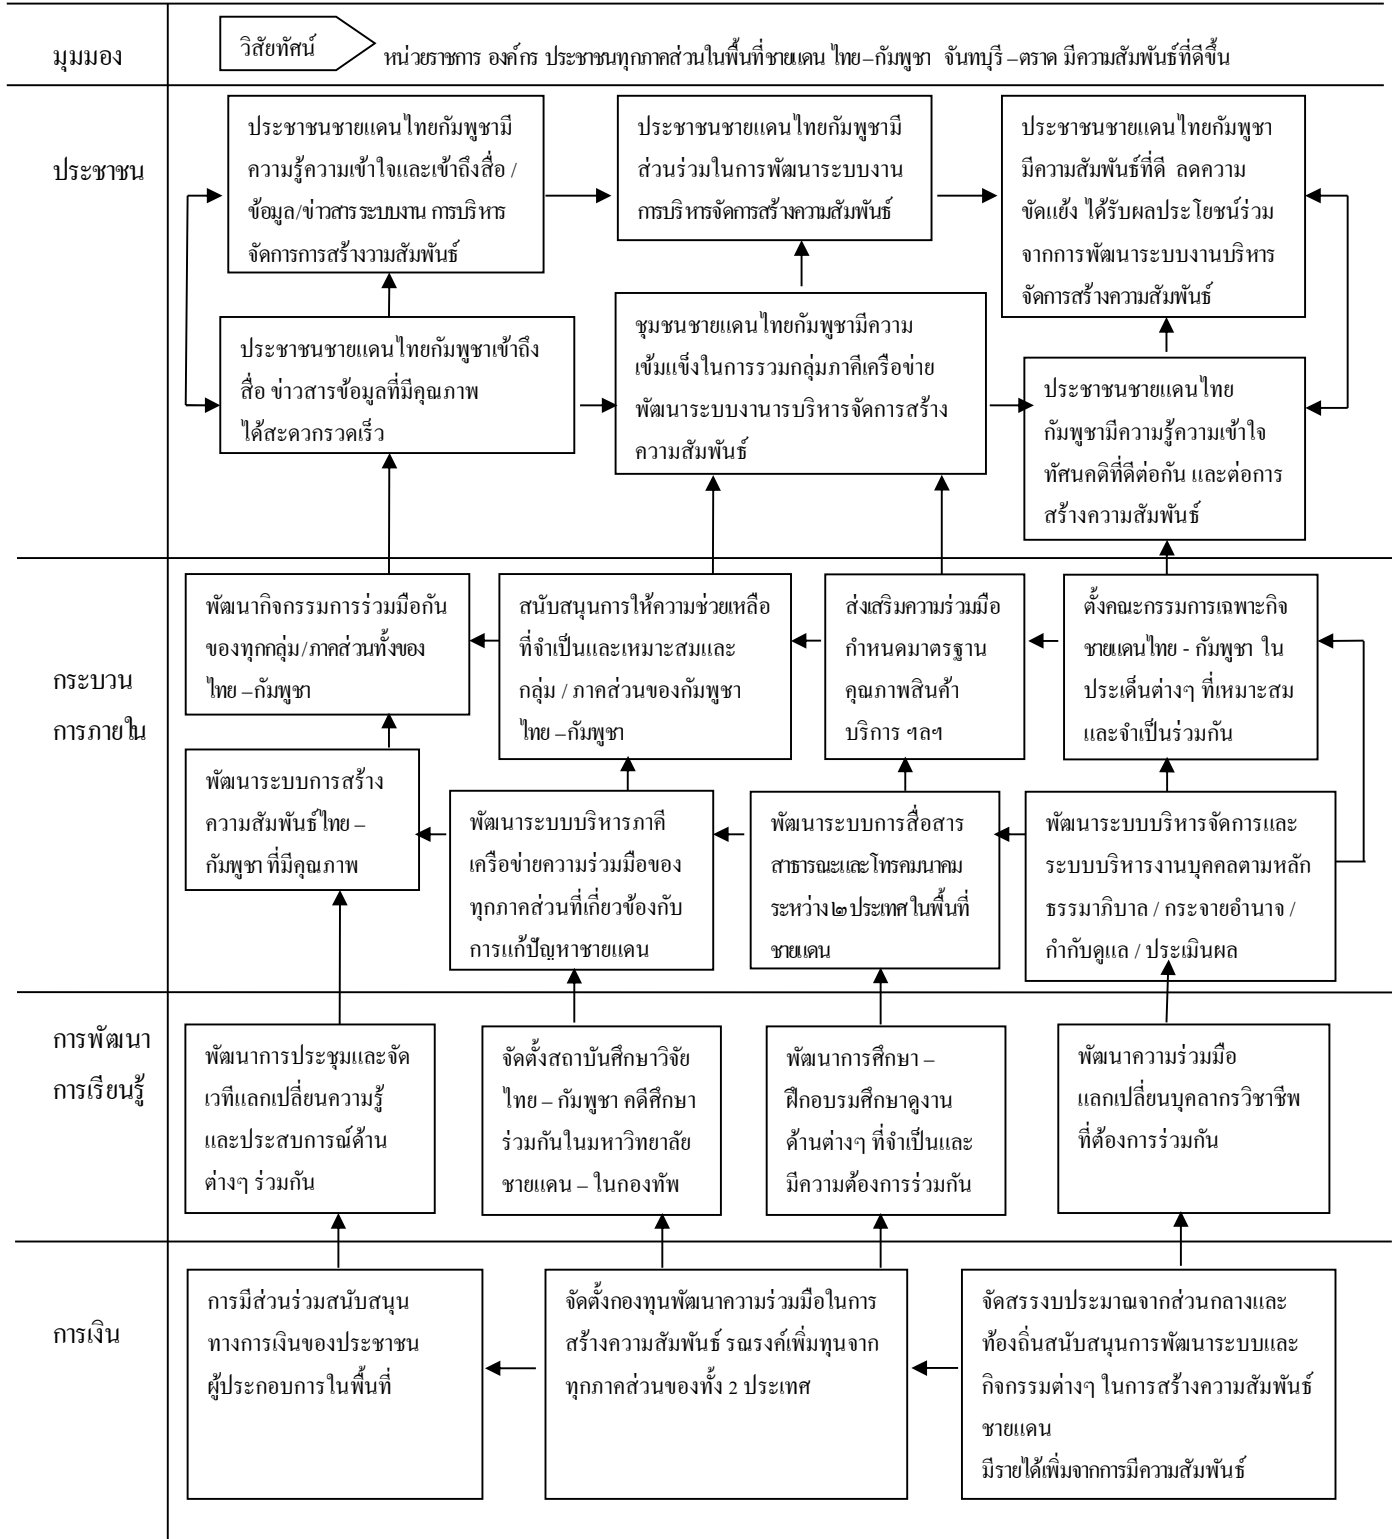 มุมมอง
วิสัยทัศน์
หน่วยราชการ องค์กร ประชาชนทุกภาคส่วนในพื้นที่ชายแดน ไทย–กัมพูชา จันทบุรี –ตราด มีความสัมพันธ์ที่ดีขึ้น
ประชาชน
ประชาชนชายแดนไทยกัมพูชามี
ความรู้ความเข้าใจและเข้าถึงสื่อ /
ข้อมูล/ข่าวสาร ระบบงาน การบริหาร
จัดการการสร้างวามสัมพันธ์
ประชาชนชายแดนไทยกัมพูชามี
ส่วนร่วมในการพัฒนาระบบงาน
การบริหารจัดการสร้างความสัมพันธ์
ประชาชนชายแดนไทยกัมพูชา
มีความสัมพันธ์ที่ดี ลดความ
ขัดแย้ง ได้รับผลประโยชน์ร่วม
จากการพัฒนาระบบงานบริหาร
จัดการสร้างความสัมพันธ์
ประชาชนชายแดนไทยกัมพูชาเข้าถึง
สื่อ ข่าวสารข้อมูลที่มีคุณภาพ
ได้สะดวกรวดเร็ว
ชุมชนชายแดนไทยกัมพูชามีความ
เข้มแข็งในการรวมกลุ่มภาคีเครือข่าย
พัฒนาระบบงานารบริหารจัดการสร้าง
ความสัมพันธ์
ประชาชนชายแดนไทย
กัมพูชามีความรู้ความเข้าใจ
ทัศนคติที่ดีต่อกัน และต่อการ
สร้างความสัมพันธ์
กระบวน
การภายใน
พัฒนากิจกรรมการร่วมมือกัน
ของทุกกลุ่ม/ภาคส่วนทั้งของ
ไทย –กัมพูชา
สนับสนุนการให้ความช่วยเหลือ
ที่จำเป็นและเหมาะสมและ
กลุ่ม / ภาคส่วนของกัมพูชา
ไทย –กัมพูชา
ส่งเสริมความร่วมมือ
กำหนดมาตรฐาน
คุณภาพสินค้า
บริการ ฯลฯ
ตั้งคณะกรรมการเฉพาะกิจ
ชายแดนไทย - กัมพูชา ใน
ประเด็นต่างๆ ที่เหมาะสม
และจำเป็นร่วมกัน
พัฒนาระบบการสร้าง
ความสัมพันธ์ไทย –
กัมพูชา ที่มีคุณภาพ
พัฒนาระบบบริหารภาคี
เครือข่ายความร่วมมือของ
ทุกภาคส่วนที่เกี่ยวข้องกับ
การแก้ปัญหาชายแดน
พัฒนาระบบการสื่อสาร
สาธารณะและโทรคมนาคม
ระหว่าง๒ประเทศ ในพื้นที่
ชายแดน
พัฒนาระบบบริหารจัดการและ
ระบบบริหารงานบุคคลตามหลัก
ธรรมาภิบาล / กระจายอำนาจ /
กำกับดูแล / ประเมินผล
การพัฒนา
การเรียนรู้
พัฒนาการประชุมและจัด
เวทีแลกเปลี่ยนความรู้
และประสบการณ์ด้าน
ต่างๆ ร่วมกัน
จัดตั้งสถาบันศึกษาวิจัย
ไทย – กัมพูชา คดีศึกษา
ร่วมกันในมหาวิทยาลัย
ชายแดน – ในกองทัพ
พัฒนาการศึกษา –
ฝึกอบรมศึกษาดูงาน
ด้านต่างๆ ที่จำเป็นและ
มีความต้องการร่วมกัน
พัฒนาความร่วมมือ
แลกเปลี่ยนบุคลากรวิชาชีพ
ที่ต้องการร่วมกัน
การเงิน
การมีส่วนร่วมสนับสนุน
ทางการเงินของประชาชน
ผู้ประกอบการในพื้นที่
จัดตั้งกองทุนพัฒนาความร่วมมือในการ
สร้างความสัมพันธ์ รณรงค์เพิ่มทุนจาก
ทุกภาคส่วนของทั้ง 2 ประเทศ
จัดสรรงบประมาณจากส่วนกลางและ
ท้องถิ่นสนับสนุนการพัฒนาระบบและ
กิจกรรมต่างๆ ในการสร้างความสัมพันธ์
ชายแดน
มีรายได้เพิ่มจากการมีความสัมพันธ์